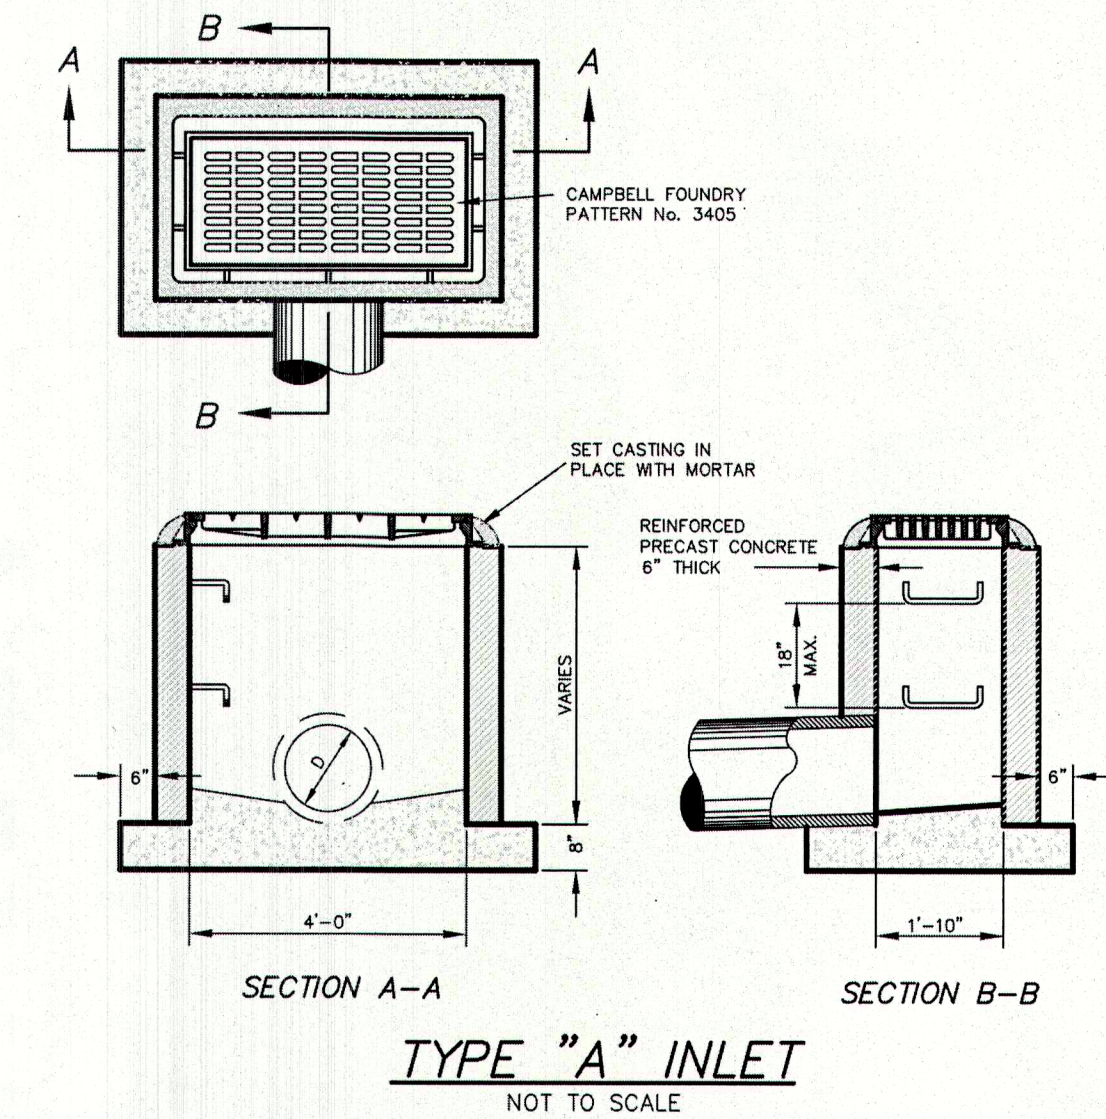 B
A
A
CAMPBELL FOUNDRY
PATTERN No. 3405
B
SET CASTING IN
PLACE WITH MORTAR
REINFORCED
PRECAST CONCRETE
6" THICK
18"
MAX.
VARIES
D
6"
6"
8"
4'-0"
1'-10"
SECTION A-A
SECTION B-B
TYPE "A" INLET
NOT TO SCALE